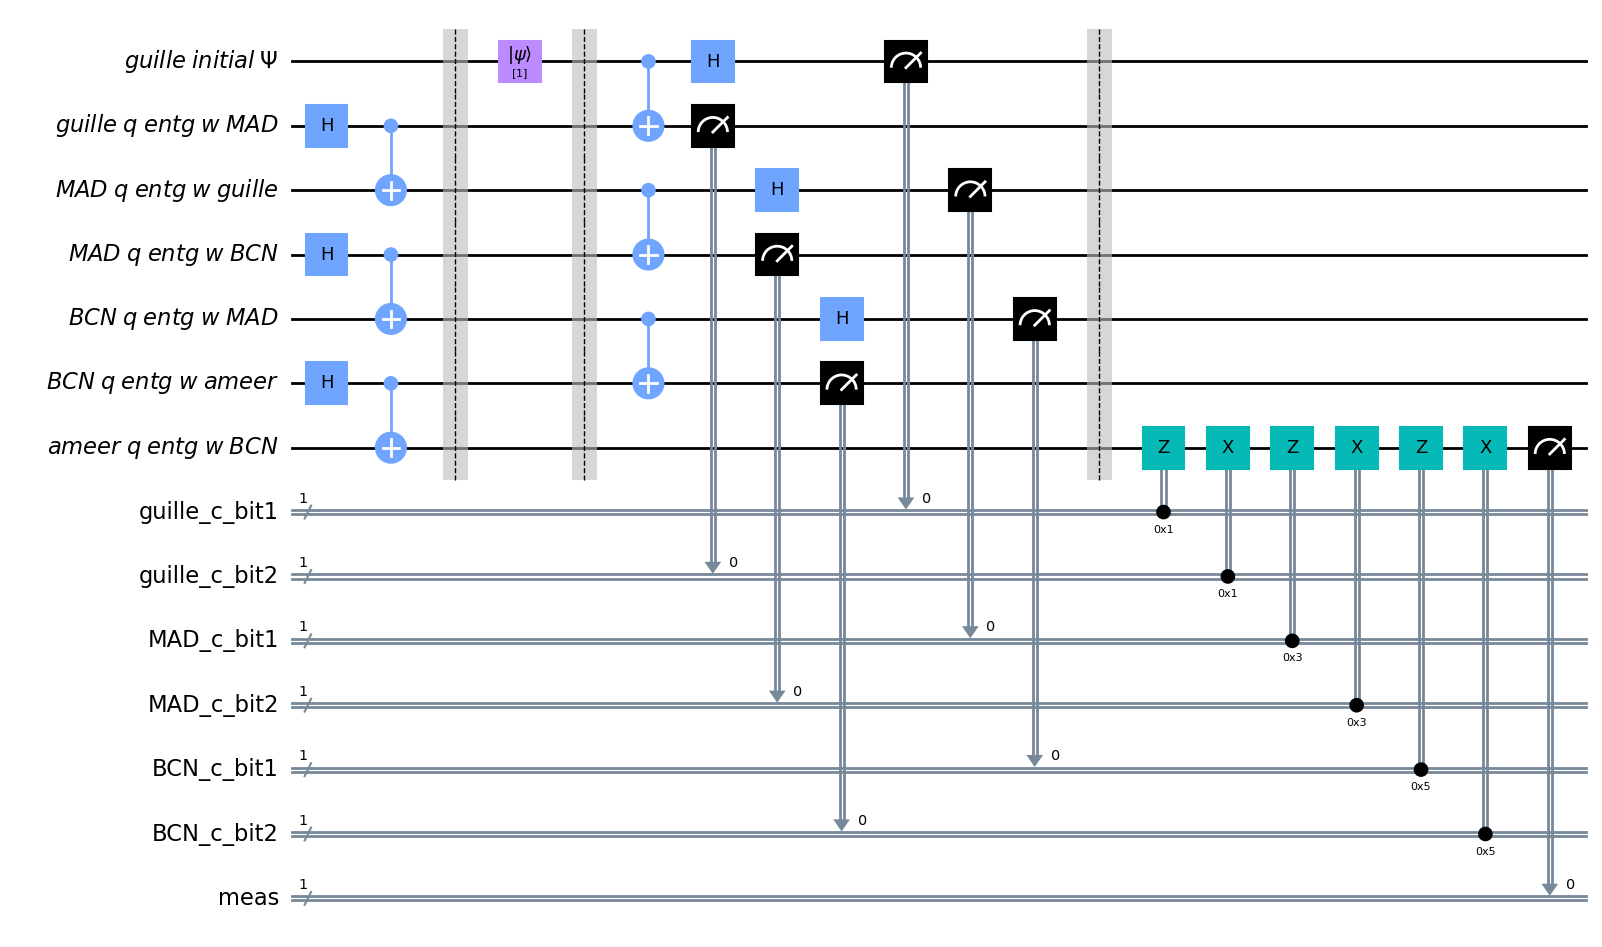 guille initial Ψ
|ψ⟩
[1]
H
guille q entg w MAD
H
MAD q entg w guille
H
MAD q entg w BCN
H
BCN q entg w MAD
H
BCN q entg w ameer
H
ameer q entg w BCN
Z X Z X Z X
guille_c_bit1
1
0
0x1
guille_c_bit2
1
0
0x1
MAD_c_bit1
1
0
0x3
MAD_c_bit2
1
0
0x3
BCN_c_bit1
1
0
0x5
BCN_c_bit2
1
0
0x5
meas
1
0